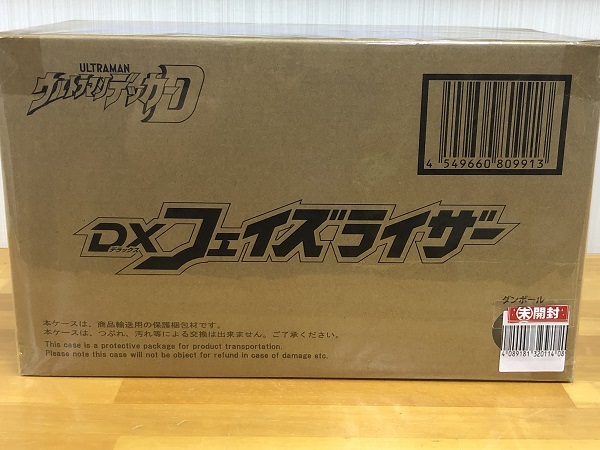 ULTRAMAN
ウルトラマンデッカーD
4 549660 809913
DXフェイズライザー
デラックス
ダンボール
未開封
本ケースは、商品輸送用の保護梱包材です。
本ケースは、つぶれ、汚れ等による交換は出来ません。ご了承ください。
This case is a protective package for product transportation.
Please note this case will not be object for refund in case of damage etc.
4 089181 320114 08